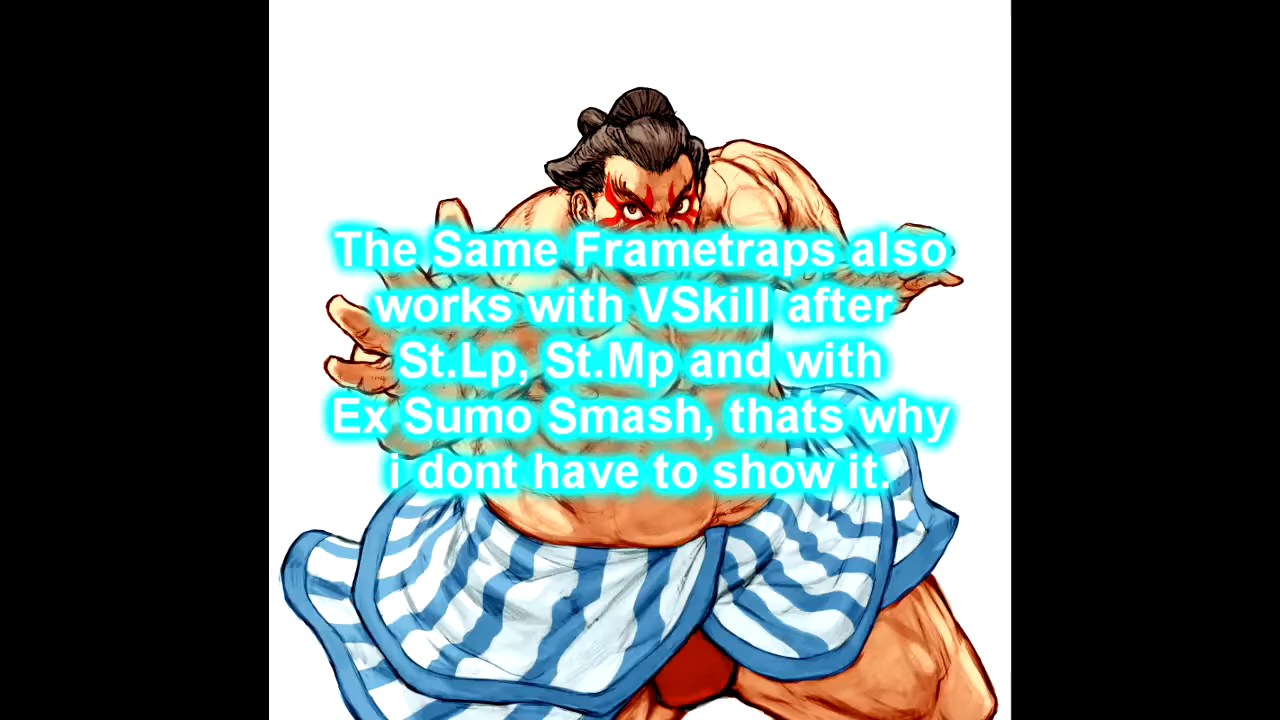 The Same Frametraps also
works with VSkill after
St.Lp, St.Mp and with
Ex Sumo Smash, thats why
i dont have to show it.